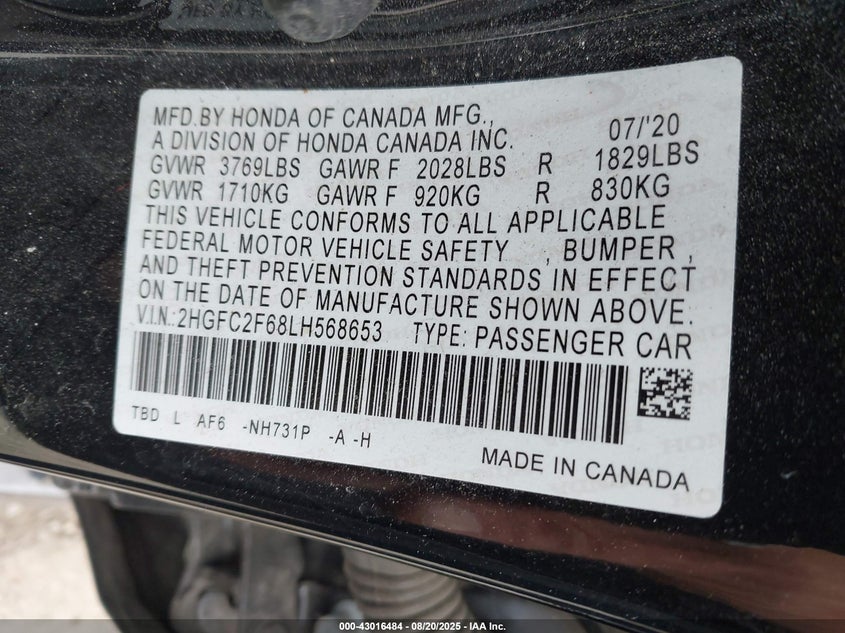 MFD. BY HONDA OF CANADA MFG.,
A DIVISION OF HONDA CANADA INC. 07/'20
GVWR 3769LBS GAWR F 2028LBS R 1829LBS
GVWR 1710KG GAWR F 920KG R 830KG
THIS VEHICLE CONFORMS TO ALL APPLICABLE
FEDERAL MOTOR VEHICLE SAFETY , BUMPER ,
AND THEFT PREVENTION STANDARDS IN EFFECT
ON THE DATE OF MANUFACTURE SHOWN ABOVE.
V.I.N.:2HGFC2F68LH568653 TYPE: PASSENGER CAR
TBD L AF6 -NH731P -A -H
MADE IN CANADA
000-43016484 - 08/20/2025 - IAA Inc.